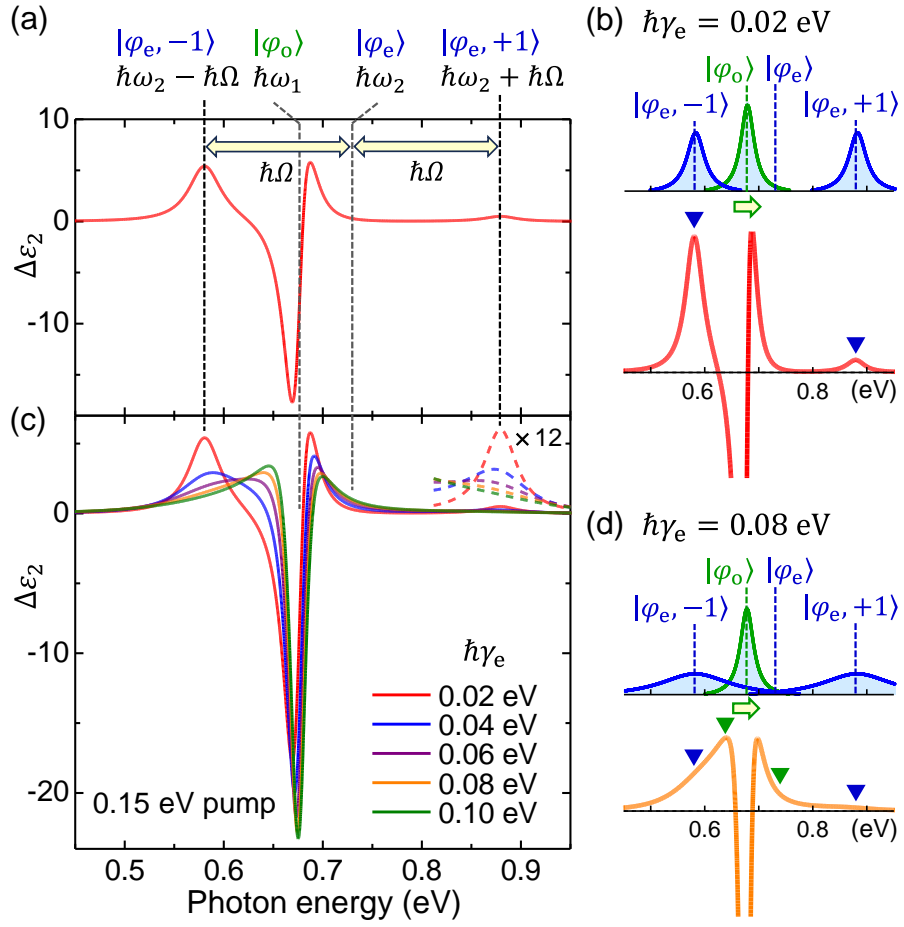 (a)
|φe, −1⟩ |φo⟩ |φe⟩ |φe, +1⟩
ℏω2 − ℏΩ ℏω1 ℏω2 ℏω2 + ℏΩ
10
0
-10
Δε2
ℏΩ
ℏΩ
(c)
0
-10
-20
Δε2
× 12
ℏγe
0.02 eV
0.04 eV
0.06 eV
0.08 eV
0.10 eV
0.15 eV pump
0.5 0.6 0.7 0.8 0.9
Photon energy (eV)
(b) ℏγe = 0.02 eV
|φo⟩ |φe⟩
|φe, −1⟩ |φe, +1⟩
0.6 0.8 (eV)
(d) ℏγe = 0.08 eV
|φo⟩ |φe⟩
|φe, −1⟩ |φe, +1⟩
0.6 0.8 (eV)